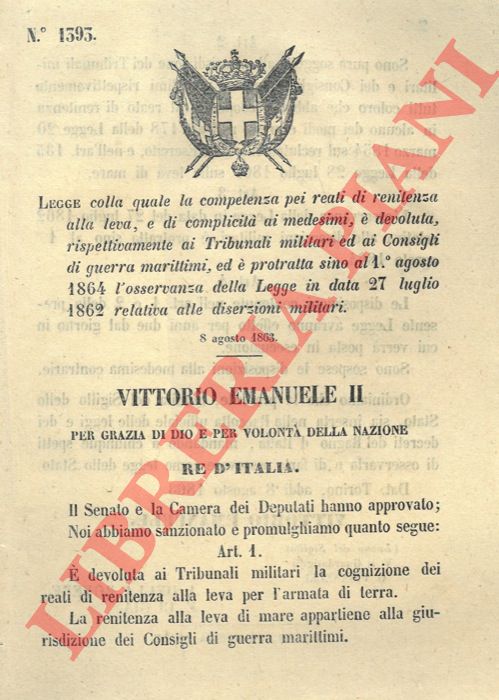 N.° 1393.
LEGGE colla quale la competenza pei reati di renitenza
alla leva, e di complicità ai medesimi, è devoluta,
rispettivamente ai Tribunali militari ed ai Consigli
di guerra marittimi, ed è protratta sino al 1.° agosto
1864 l'osservanza della Legge in data 27 luglio
1862 relativa alle diserzioni militari.
8 agosto 1863.
VITTORIO EMANUELE II
PER GRAZIA DI DIO E PER VOLONTÀ DELLA NAZIONE
RE D'ITALIA.
Il Senato e la Camera dei Deputati hanno approvato;
Noi abbiamo sanzionato e promulghiamo quanto segue:
Art. 1.
È devoluta ai Tribunali militari la cognizione dei
reati di renitenza alla leva per l'armata di terra.
La renitenza alla leva di mare appartiene alla giu-
risdizione dei Consigli di guerra marittimi.
LIBRERIA PIANI